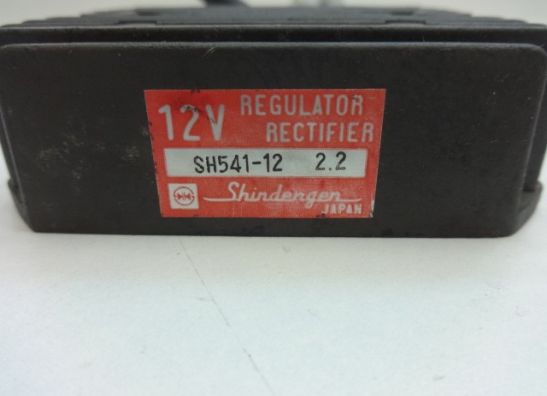 12V REGULATOR
RECTIFIER
SH541-12 2.2
Shindengen
JAPAN